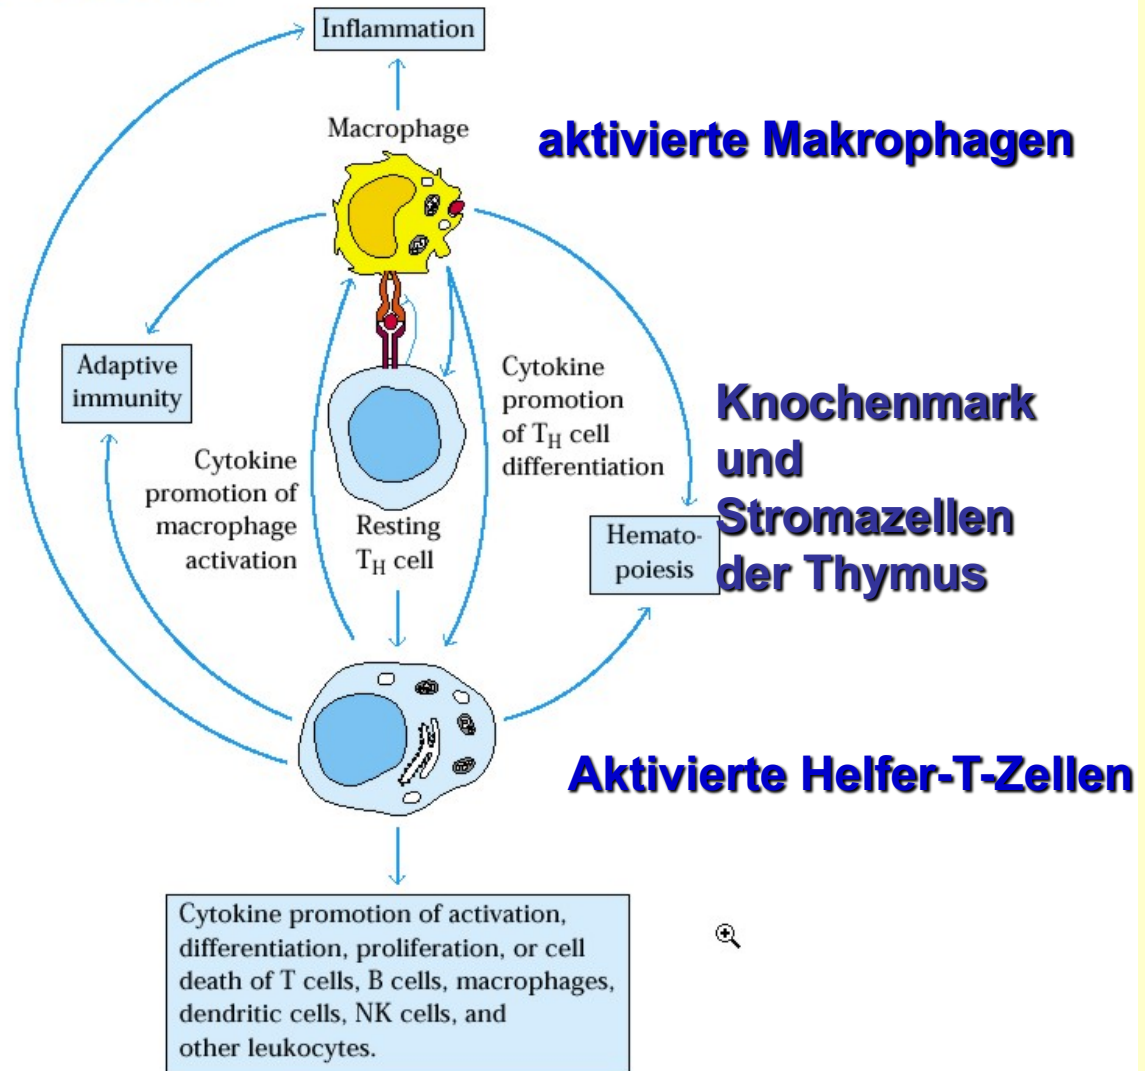 Inflammation
Macrophage
aktivierte Makrophagen
Adaptive
immunity
Cytokine
promotion
of T_H cell
differentiation
Knochenmark
und
Stromazellen
der Thymus
Cytokine
promotion of
macrophage
activation
Resting
T_H cell
Hemato-
poiesis
Aktivierte Helfer-T-Zellen
Cytokine promotion of activation,
differentiation, proliferation, or cell
death of T cells, B cells, macrophages,
dendritic cells, NK cells, and
other leukocytes.